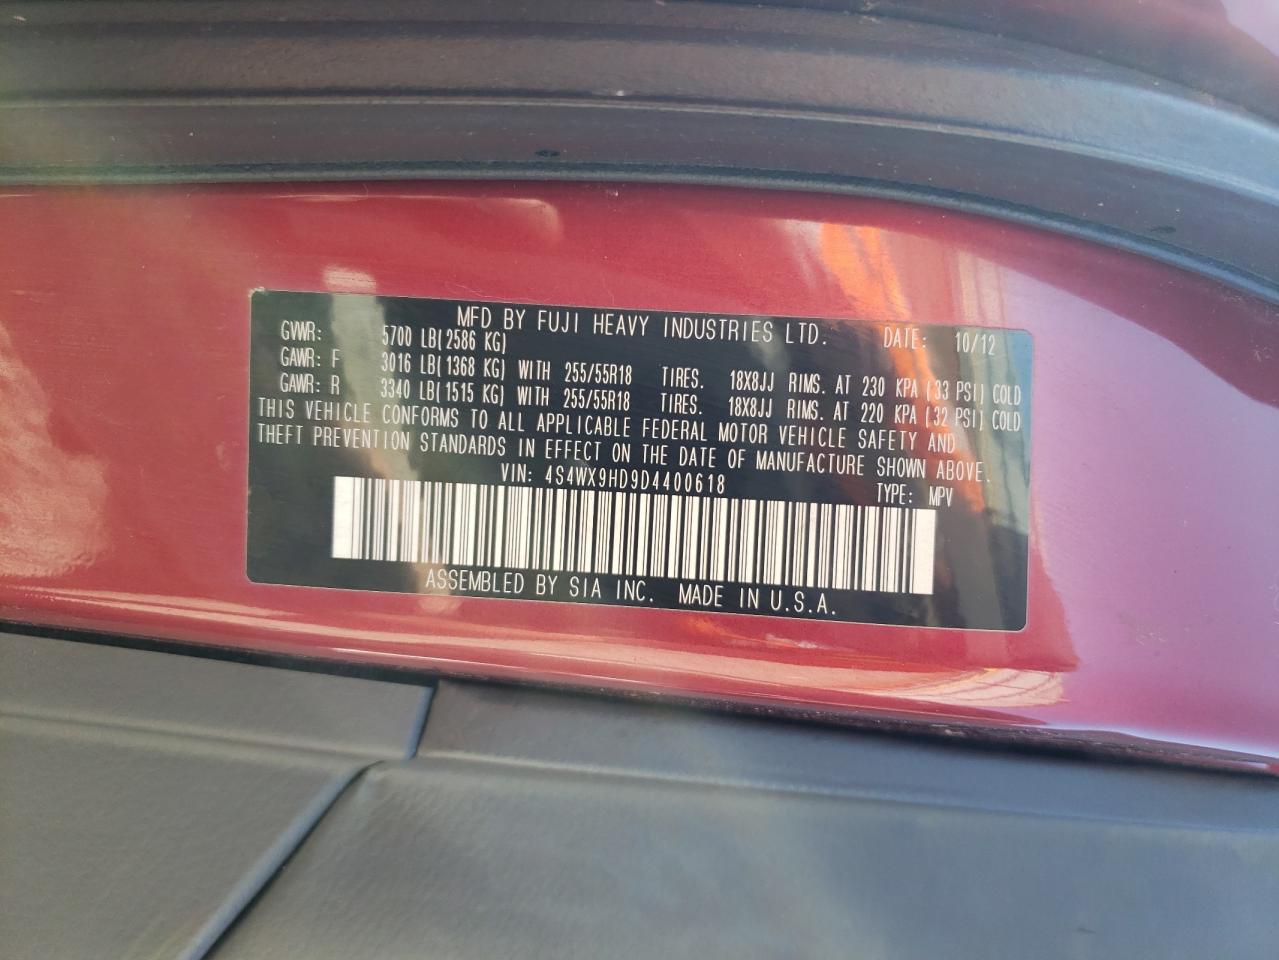 MFD BY FUJI HEAVY INDUSTRIES LTD. DATE: 10/12
GVWR: 5700 LB(2586 KG)
GAWR: F 3016 LB(1368 KG) WITH 255/55R18 TIRES. 18X8JJ RIMS. AT 230 KPA (33 PSI) COLD
GAWR: R 3340 LB(1515 KG) WITH 255/55R18 TIRES. 18X8JJ RIMS. AT 220 KPA (32 PSI) COLD
THIS VEHICLE CONFORMS TO ALL APPLICABLE FEDERAL MOTOR VEHICLE SAFETY AND
THEFT PREVENTION STANDARDS IN EFFECT ON THE DATE OF MANUFACTURE SHOWN ABOVE.
VIN: 4S4WX9HD9D4400618 TYPE: MPV
ASSEMBLED BY SIA INC. MADE IN U.S.A.